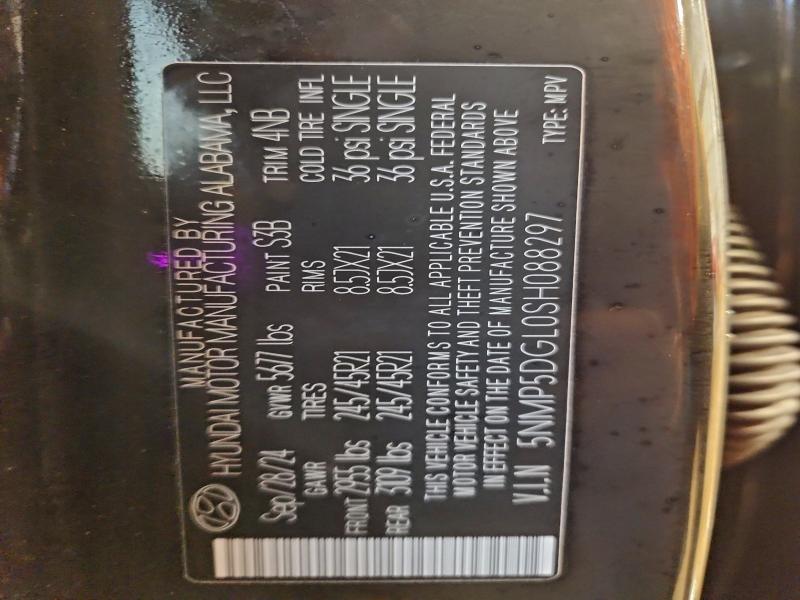 MANUFACTURED BY
HYUNDAI MOTOR MANUFACTURING ALABAMA, LLC
Sep/28/24 GVWR 5677 lbs PAINT S3B TRIM 4NB
GAWR TIRES RIMS COLD TIRE INFL
FRONT 2955 lbs 245/45R21 8.5JX21 36 psi SINGLE
REAR 3109 lbs 245/45R21 8.5JX21 36 psi SINGLE
THIS VEHICLE CONFORMS TO ALL APPLICABLE U.S.A. FEDERAL
MOTOR VEHICLE SAFETY AND THEFT PREVENTION STANDARDS
IN EFFECT ON THE DATE OF MANUFACTURE SHOWN ABOVE
V.I.N 5NMP5DGL0SH088297 TYPE: MPV